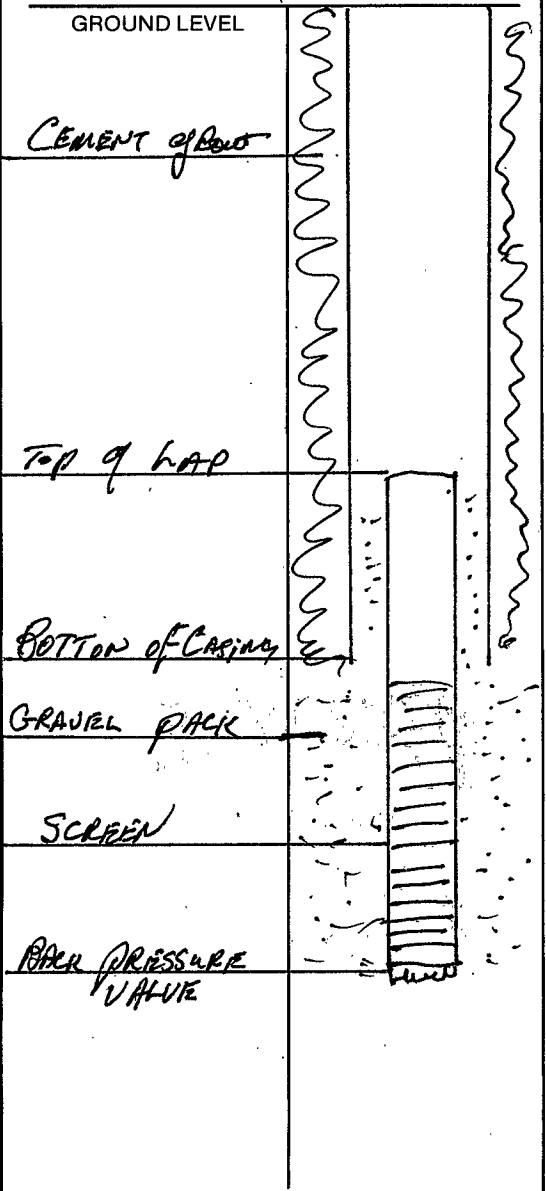 GROUND LEVEL
CEMENT GROUT
TOP OF LAP
BOTTOM OF CASING
GRAVEL PACK
SCREEN
BACK PRESSURE
VALVE